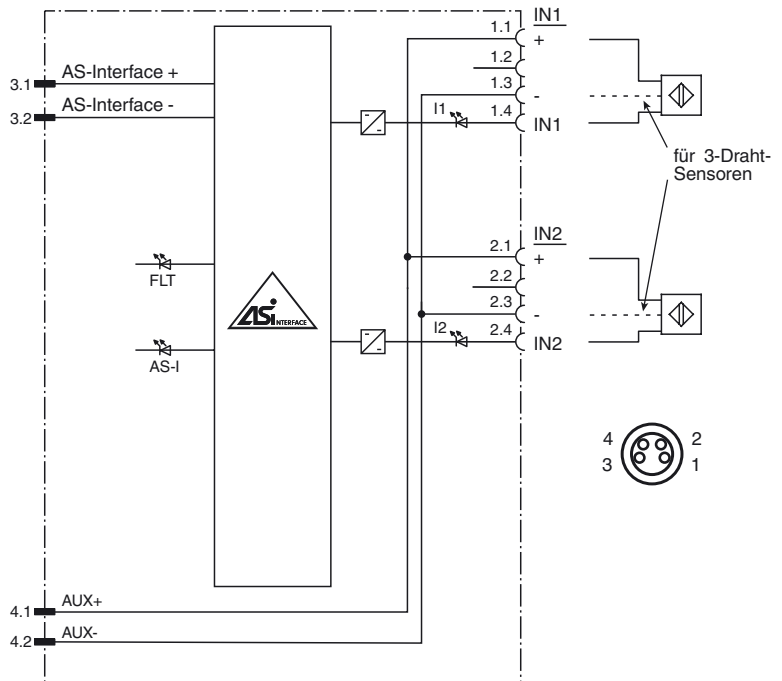 IN1
1.1
+
3.1
AS-Interface +
1.2
1.3
-
3.2
AS-Interface -
I1
1.4
IN1
für 3-Draht-
Sensoren
IN2
2.1
+
FLT
2.2
2.3
-
ASi INTERFACE
I2
2.4
IN2
AS-I
4
2
3
1
4.1
AUX+
4.2
AUX-